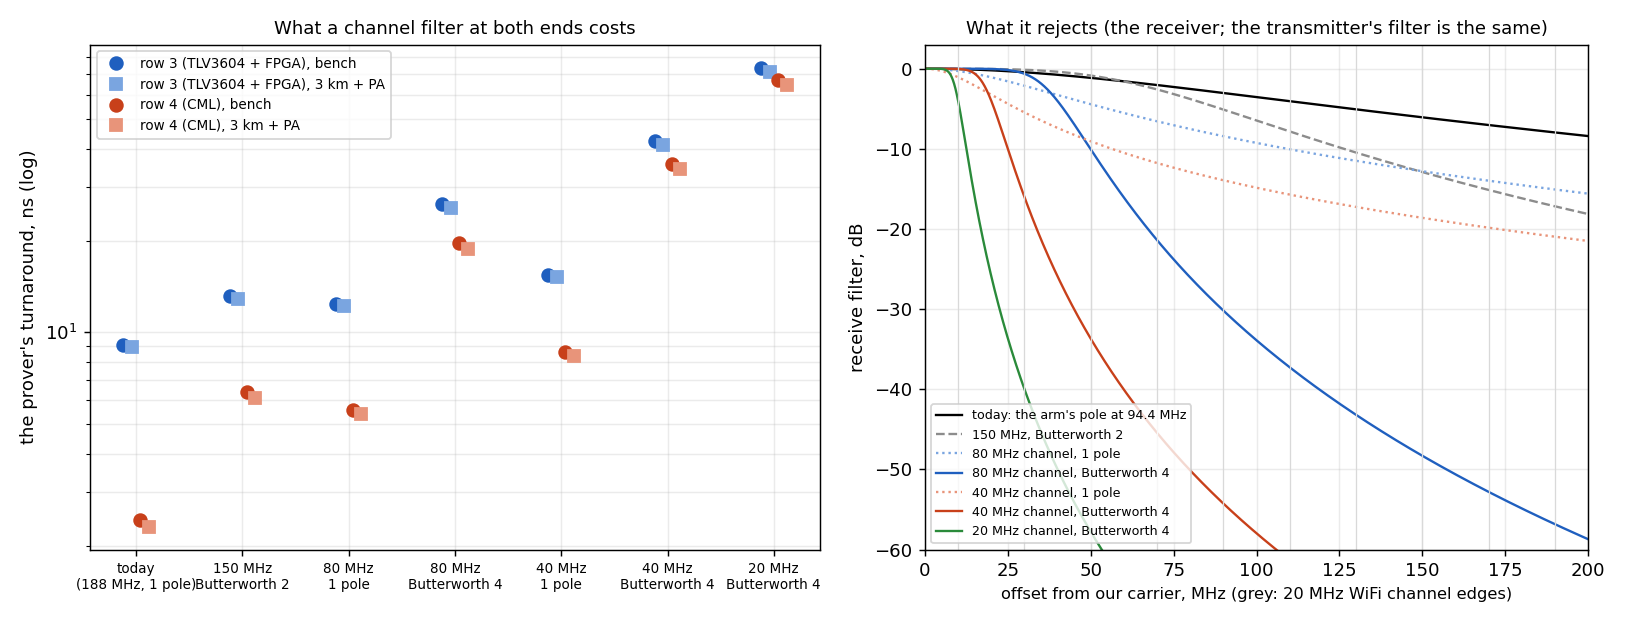 What a channel filter at both ends costs
row 3 (TLV3604 + FPGA), bench
row 3 (TLV3604 + FPGA), 3 km + PA
row 4 (CML), bench
row 4 (CML), 3 km + PA
the prover's turnaround, ns (log)
10¹
today
(188 MHz, 1 pole)
150 MHz
Butterworth 2
80 MHz
1 pole
80 MHz
Butterworth 4
40 MHz
1 pole
40 MHz
Butterworth 4
20 MHz
Butterworth 4
What it rejects (the receiver; the transmitter's filter is the same)
receive filter, dB
0
−10
−20
−30
−40
−50
−60
today: the arm's pole at 94.4 MHz
150 MHz, Butterworth 2
80 MHz channel, 1 pole
80 MHz channel, Butterworth 4
40 MHz channel, 1 pole
40 MHz channel, Butterworth 4
20 MHz channel, Butterworth 4
0 25 50 75 100 125 150 175 200
offset from our carrier, MHz (grey: 20 MHz WiFi channel edges)